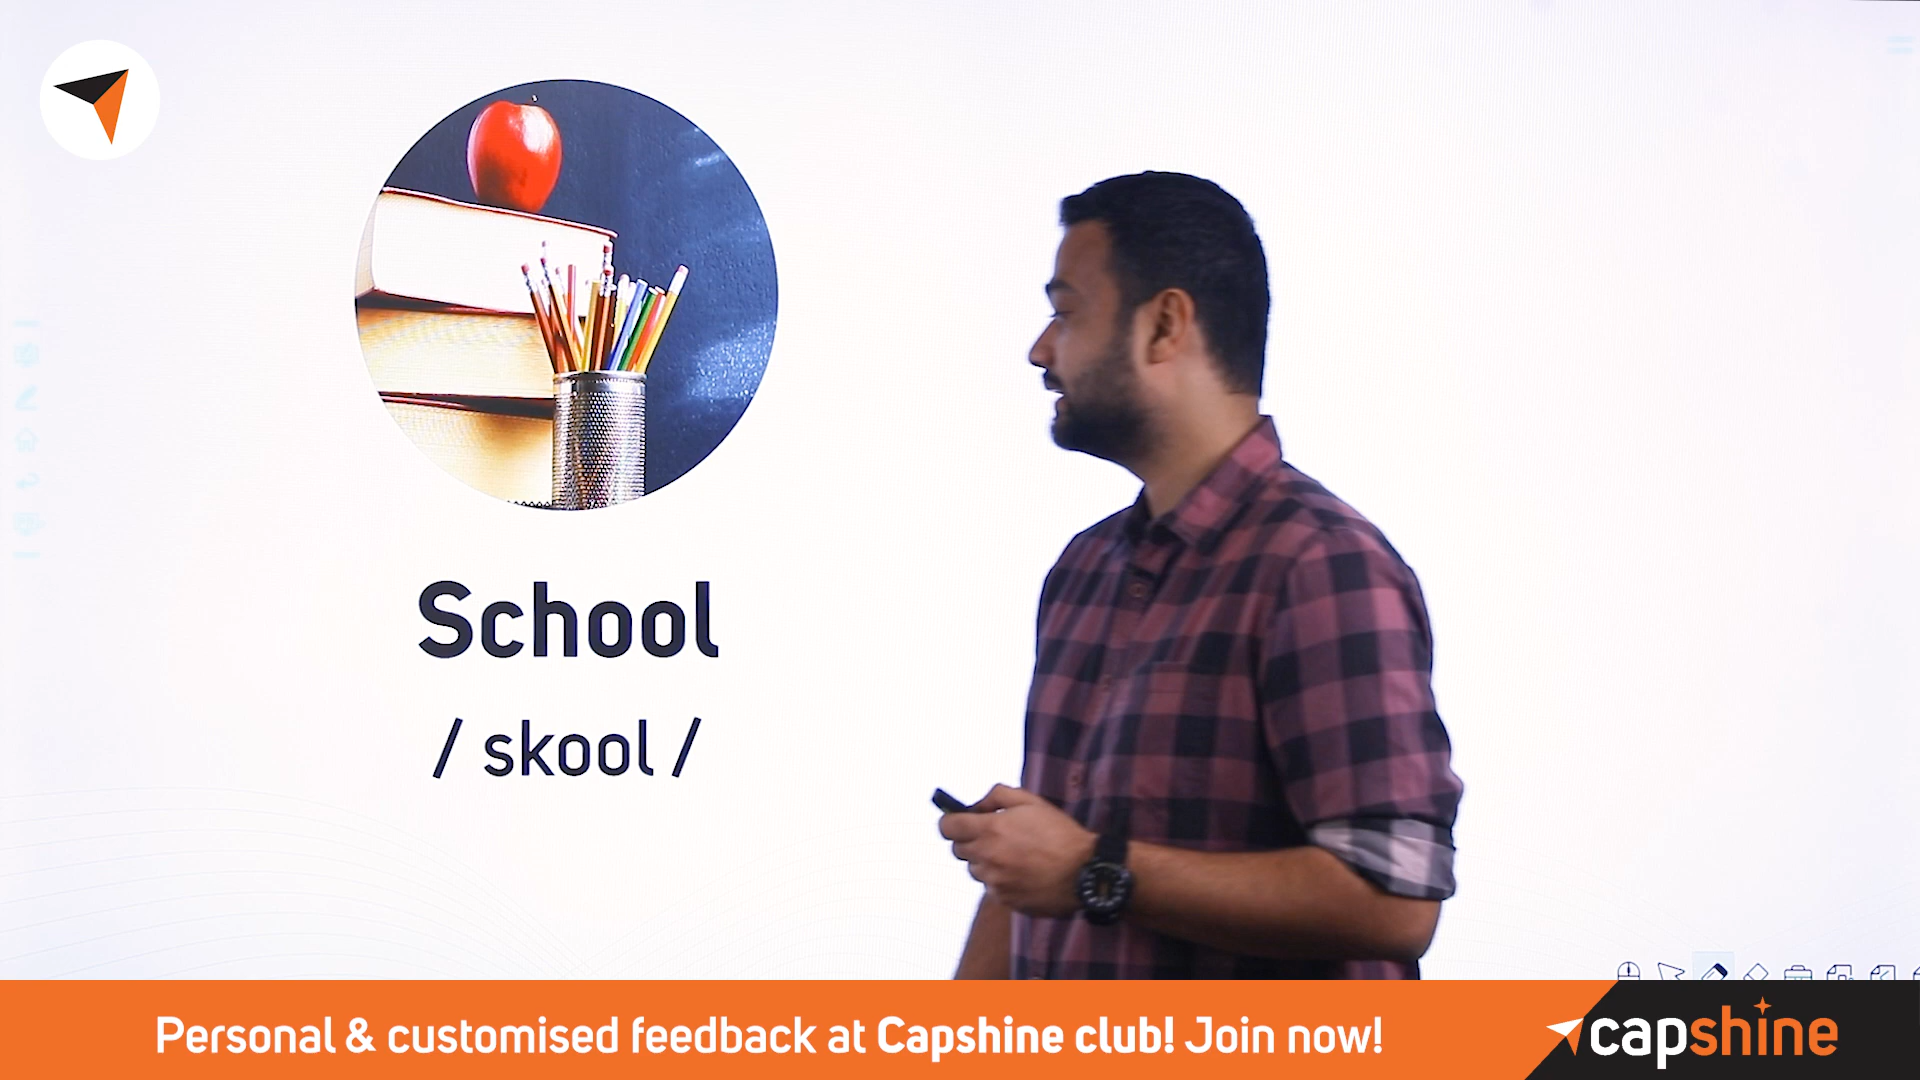 School
/ skool /
Personal & customised feedback at Capshine club! Join now!
capshine